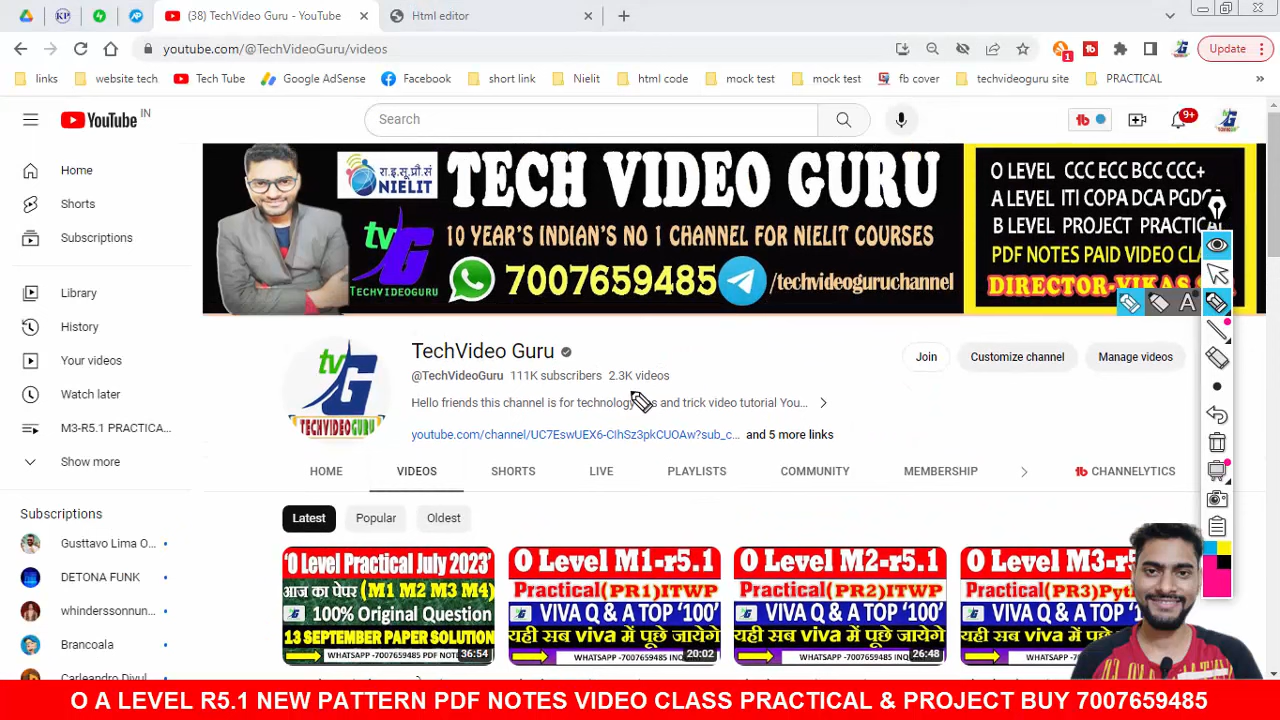 (38) TechVideo Guru - YouTube
Html editor
youtube.com/@TechVideoGuru/videos
Update
links
website tech
Tech Tube
Google AdSense
Facebook
short link
Nielit
html code
mock test
mock test
fb cover
techvideoguru site
PRACTICAL
YouTube IN
Search
9+
Home
Shorts
Subscriptions
Library
History
Your videos
Watch later
M3-R5.1 PRACTICA...
Show more
Subscriptions
Gusttavo Lima O...
DETONA FUNK
whinderssonnun...
Brancoala
रा.इ.सू.प्रौ.सं
NIELIT
TECH VIDEO GURU
tvG
TECHVIDEOGURU
10 YEAR'S INDIAN'S NO 1 CHANNEL FOR NIELIT COURSES
7007659485
/techvideoguruchannel
O LEVEL CCC ECC BCC CCC+
A LEVEL ITI COPA DCA
B LEVEL PROJECT
PDF NOTES PAID VIDEO
tvG
TECHVIDEOGURU
TechVideo Guru
@TechVideoGuru 111K subscribers 2.3K videos
Hello friends this channel is for and trick video tutorial You...
youtube.com/channel/UC7EswUEX6-CIhSz3pkCUOAw?sub_c... and 5 more links
Join
Customize channel
Manage videos
HOME
VIDEOS
SHORTS
LIVE
PLAYLISTS
COMMUNITY
MEMBERSHIP
CHANNELYTICS
Latest
Popular
Oldest
'O Level Practical July 2023'
आज का पेपर (M1 M2 M3 M4)
100% Original Question
13 SEPTEMBER PAPER SOLUTION
36:54
O Level M1-r5.1
Practical(PR1)ITWP
VIVA Q & A TOP '100'
यही सब viva में पूछे जायेगे
20:02
O Level M2-r5.1
Practical(PR2)ITWP
VIVA Q & A TOP '100'
यही सब viva में पूछे जायेगे
26:48
O Level M3-r
Practical(PR3)Pyt
VIVA Q & A TOP
यही सब viva में पूछे
O A LEVEL R5.1 NEW PATTERN PDF NOTES VIDEO CLASS PRACTICAL & PROJECT BUY 7007659485